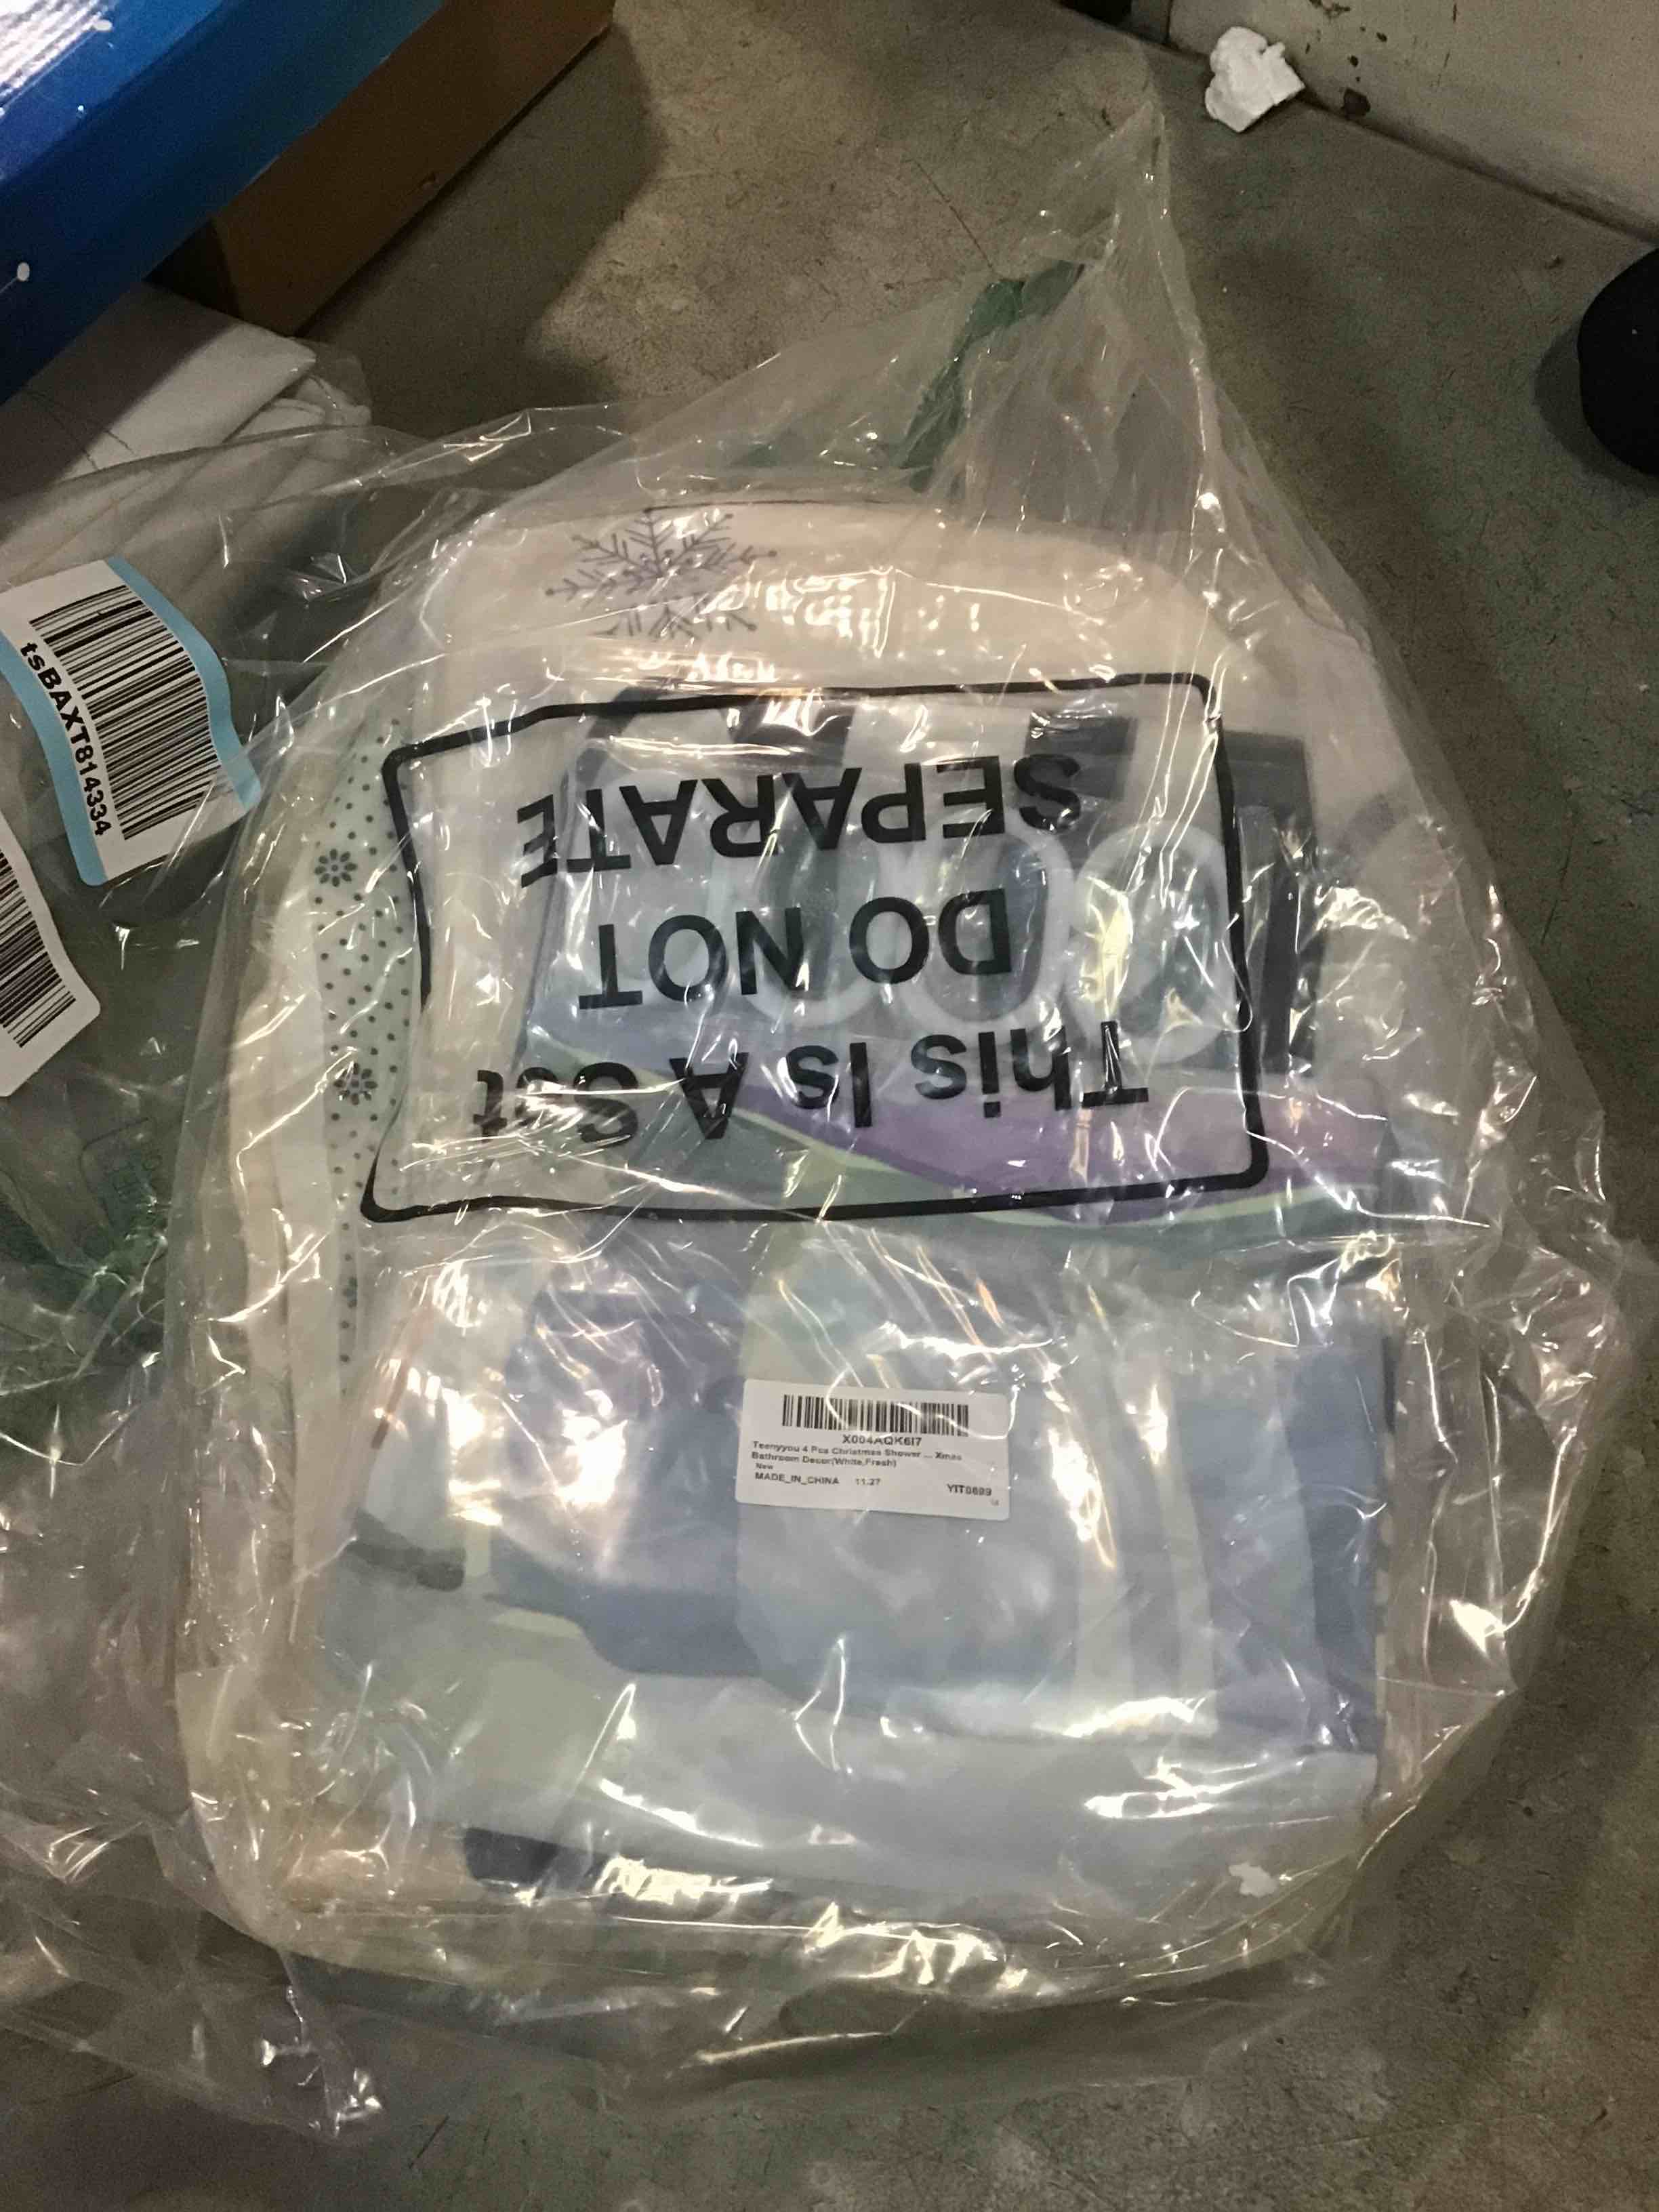 This Is A Set
DO NOT
SEPARATE
X004AQK6I7
Teenyyou 4 Pcs Christmas Shower ... Xmas
Bathroom Decor(White,Fresh)
New
MADE_IN_CHINA 11.27
YIT0699
tsBAXT814334